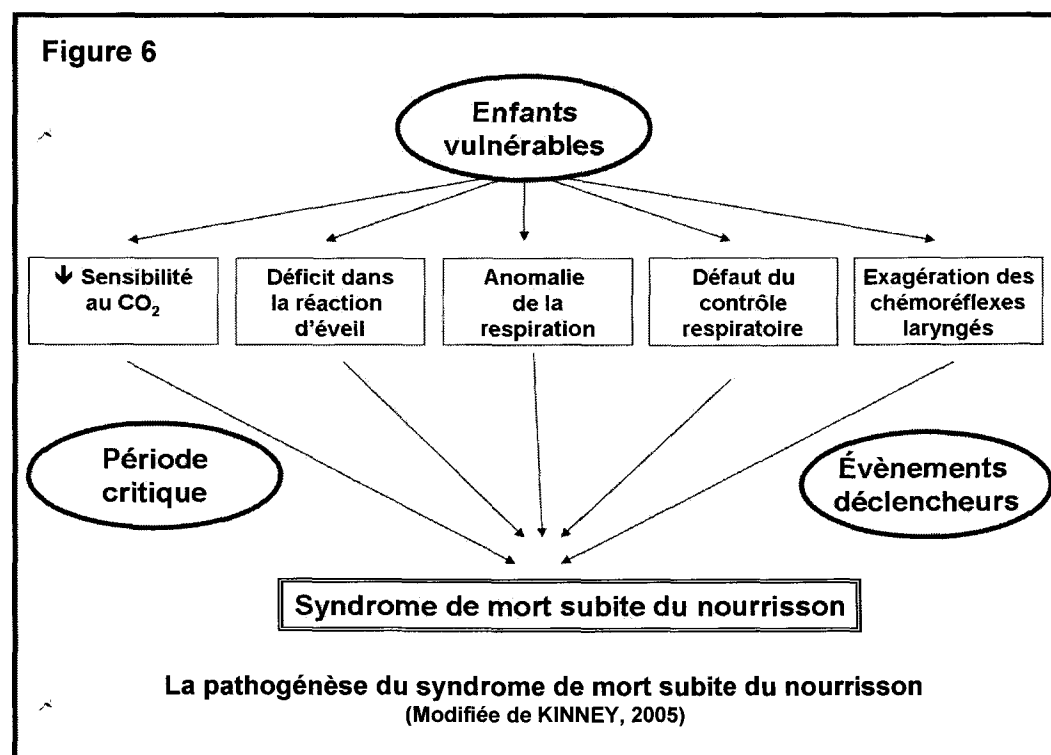 Figure 6
Enfants
vulnérables
↓ Sensibilité
au CO₂
Déficit dans
la réaction
d'éveil
Anomalie
de la
respiration
Défaut du
contrôle
respiratoire
Exagération des
chémoréflexes
laryngés
Période
critique
Évènements
déclencheurs
Syndrome de mort subite du nourrisson
La pathogénèse du syndrome de mort subite du nourrisson
(Modifiée de KINNEY, 2005)